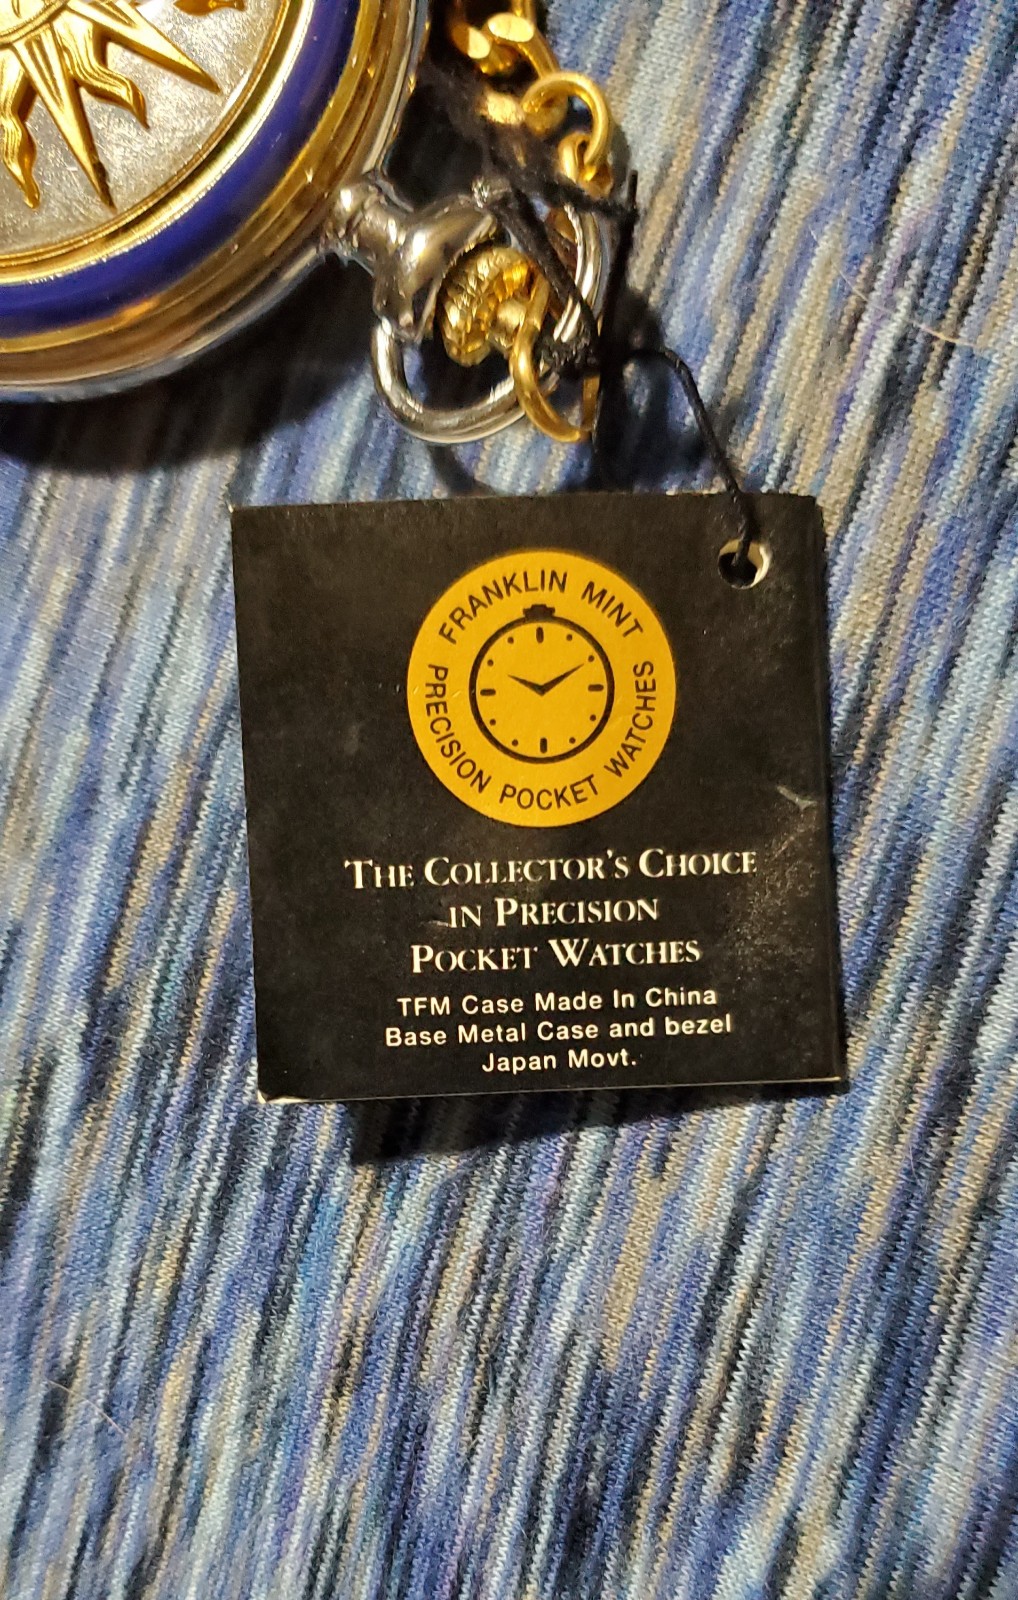 FRANKLIN MINT
PRECISION POCKET WATCHES
THE COLLECTOR'S CHOICE
IN PRECISION
POCKET WATCHES
TFM Case Made In China
Base Metal Case and bezel
Japan Movt.